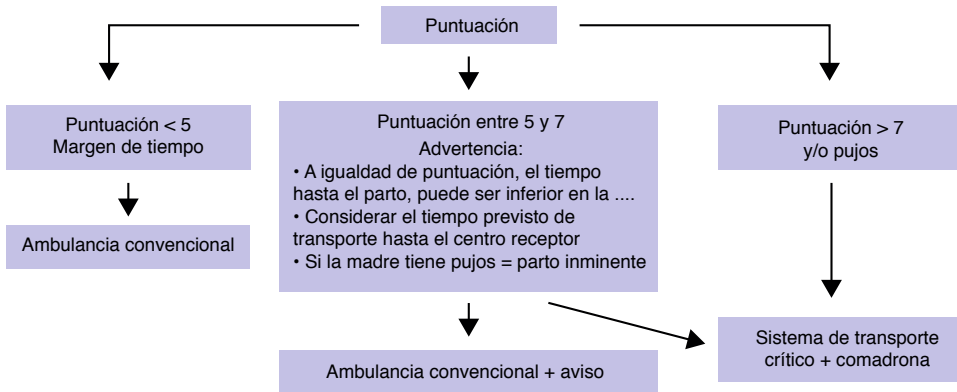 Puntuación
Puntuación < 5
Margen de tiempo
Ambulancia convencional
Puntuación entre 5 y 7
Advertencia:
• A igualdad de puntuación, el tiempo
hasta el parto, puede ser inferior en la ....
• Considerar el tiempo previsto de
transporte hasta el centro receptor
• Si la madre tiene pujos = parto inminente
Ambulancia convencional + aviso
Puntuación > 7
y/o pujos
Sistema de transporte
crítico + comadrona